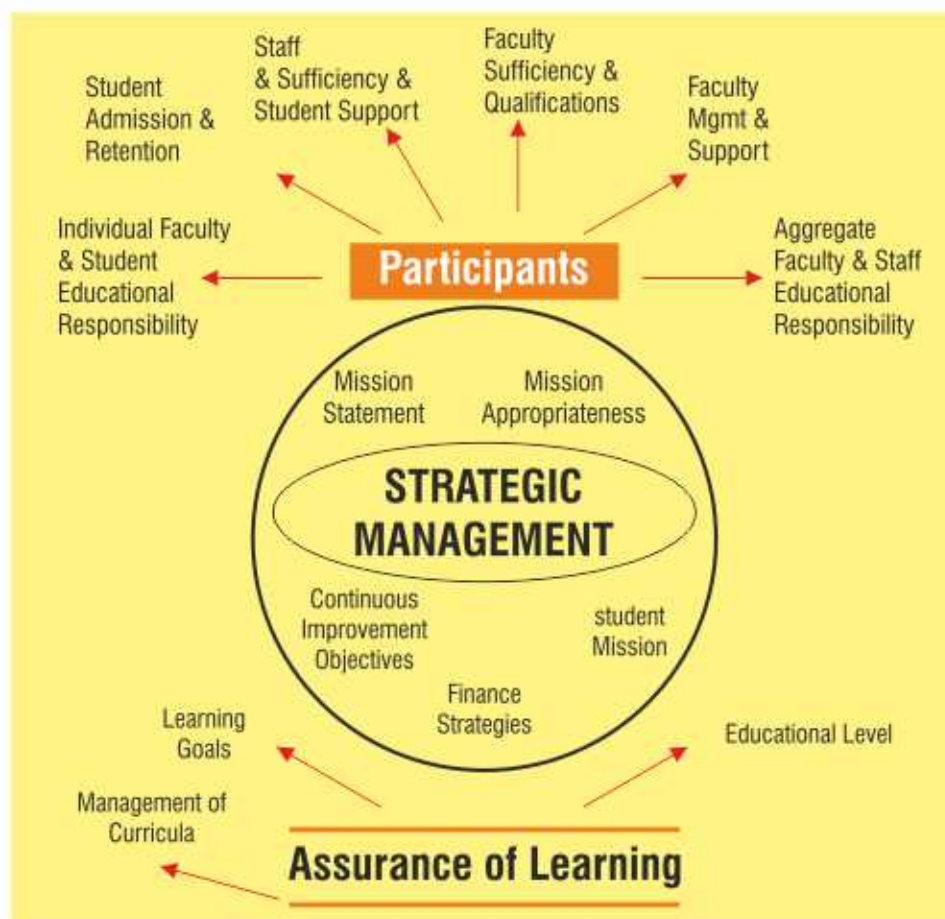 Staff
& Sufficiency &
Student Support
Faculty
Sufficiency &
Qualifications
Student
Admission &
Retention
Faculty
Mgmt &
Support
Individual Faculty
& Student
Educational
Responsibility
Participants
Aggregate
Faculty & Staff
Educational
Responsibility
Mission
Statement
Mission
Appropriateness
STRATEGIC
MANAGEMENT
Continuous
Improvement
Objectives
student
Mission
Finance
Strategies
Learning
Goals
Educational Level
Management of
Curricula
Assurance of Learning